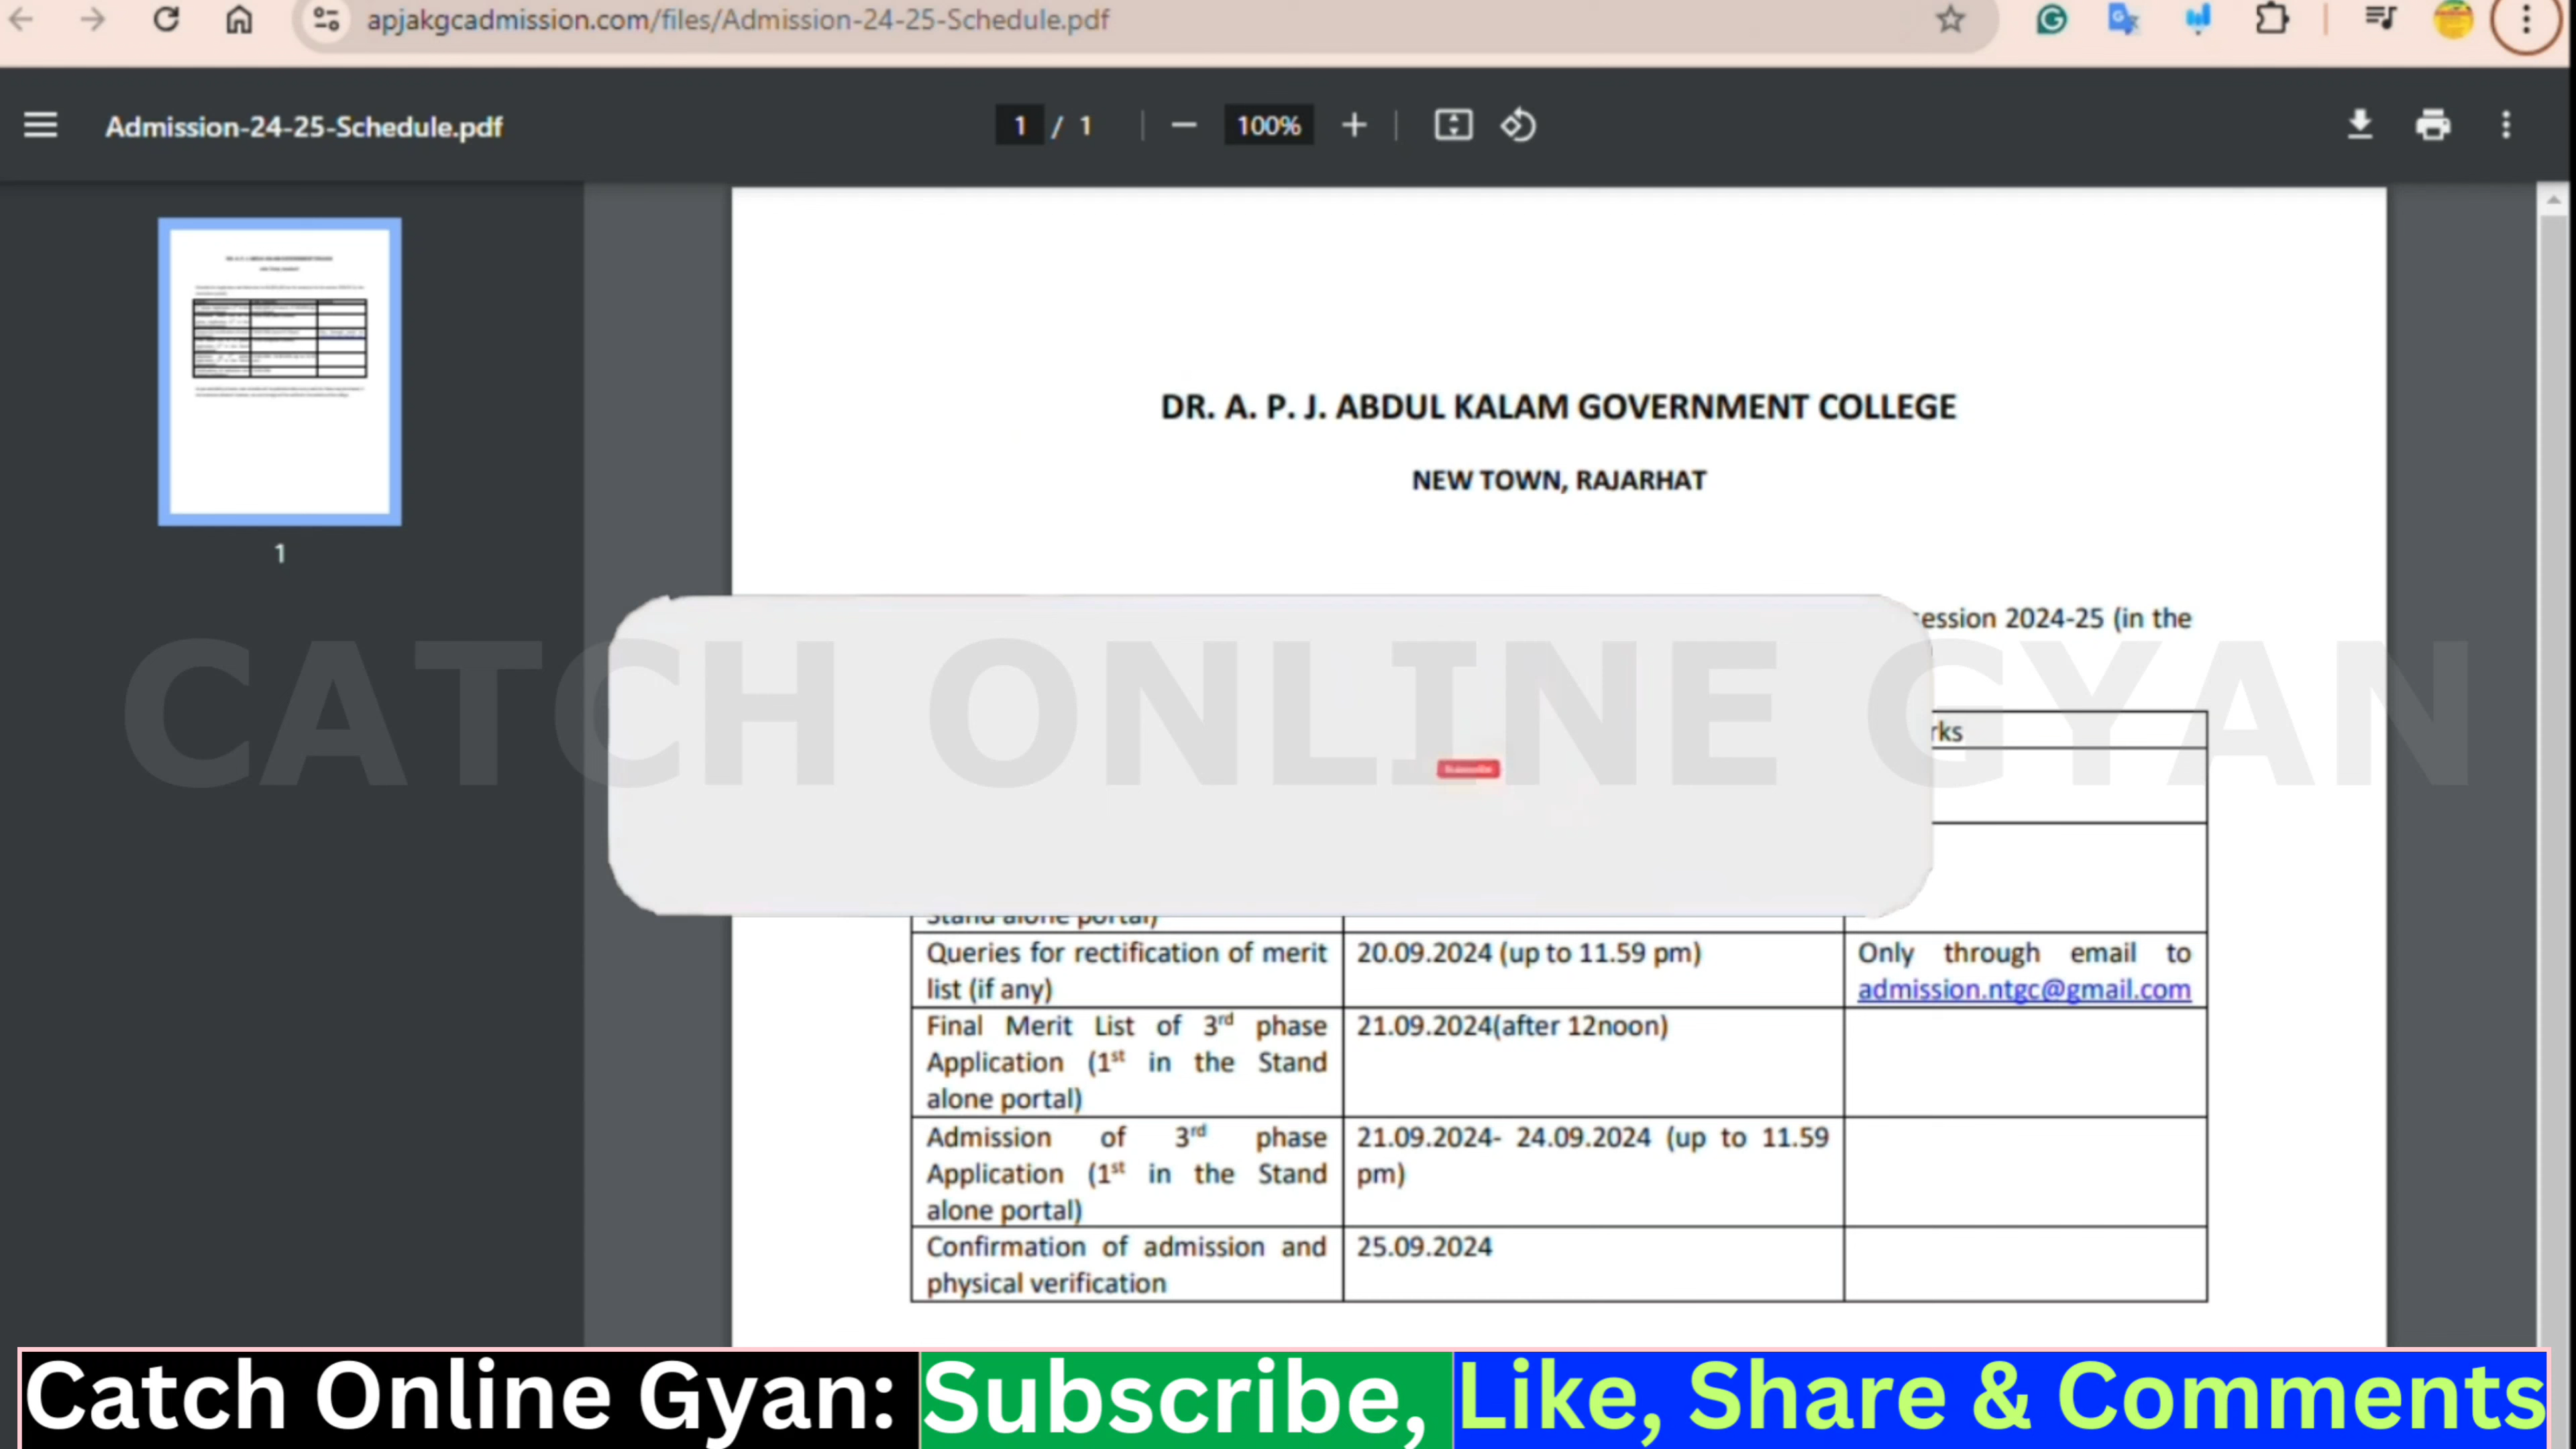 apjakgcadmission.com/files/Admission-24-25-Schedule.pdf
Admission-24-25-Schedule.pdf
1 / 1
100%
1
DR. A. P. J. ABDUL KALAM GOVERNMENT COLLEGE
NEW TOWN, RAJARHAT
session 2024-25 (in the
CATCH ONLINE GYAN
rks
Stand alone portal)
Queries for rectification of merit
list (if any)
20.09.2024 (up to 11.59 pm)
Only through email to
admission.ntgc@gmail.com
Final Merit List of 3rd phase
Application (1st in the Stand
alone portal)
21.09.2024(after 12noon)
Admission of 3rd phase
Application (1st in the Stand
alone portal)
21.09.2024- 24.09.2024 (up to 11.59
pm)
Confirmation of admission and
physical verification
25.09.2024
Catch Online Gyan: Subscribe, Like, Share & Comments